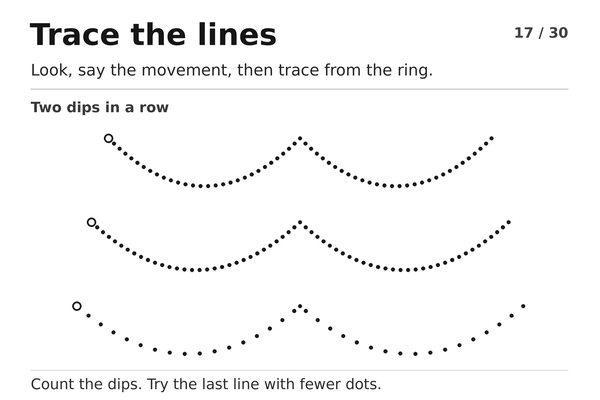 Trace the lines
17 / 30
Look, say the movement, then trace from the ring.
Two dips in a row
Count the dips. Try the last line with fewer dots.